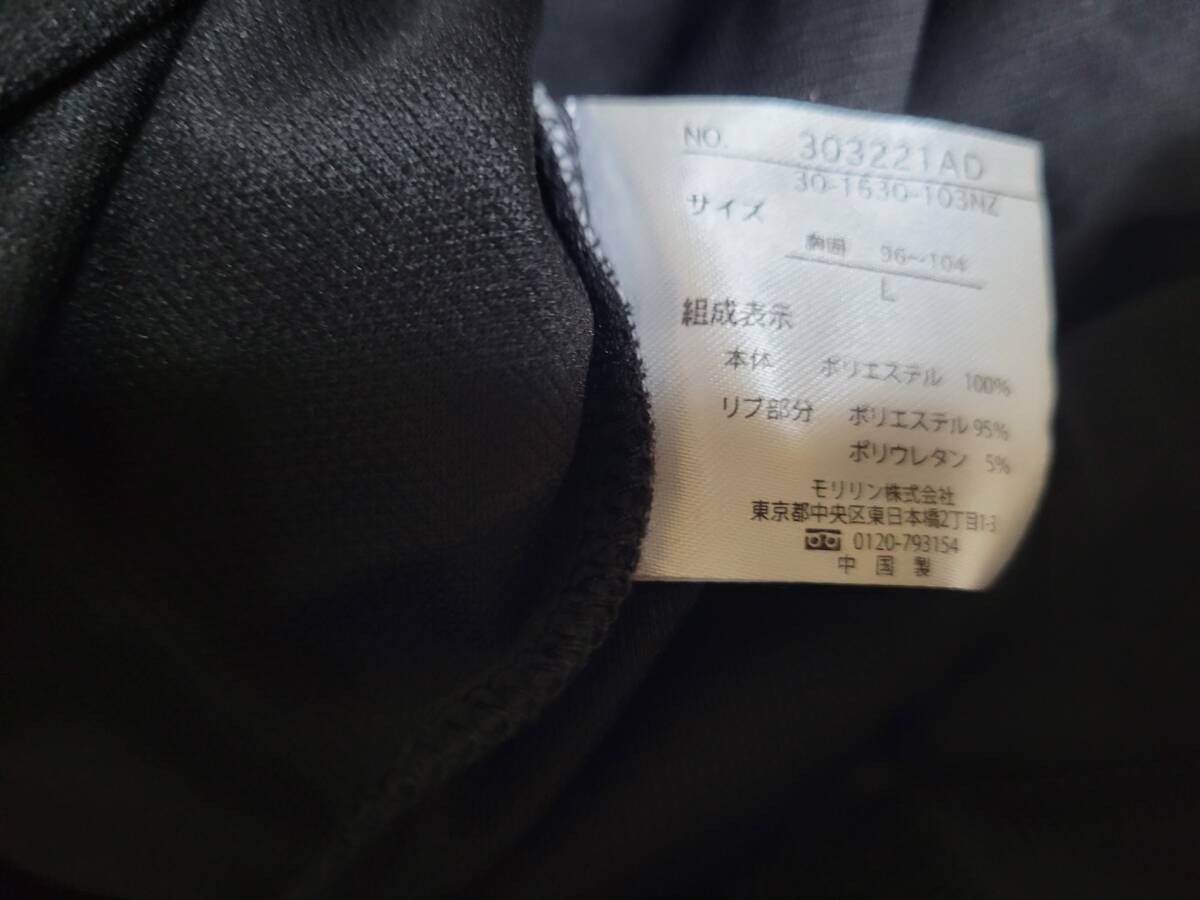 NO. 303221AD
30-1630-103NZ
サイズ
胸囲 96〜104
L
組成表示
本体 ポリエステル 100%
リブ部分 ポリエステル 95%
ポリウレタン 5%
モリリン株式会社
東京都中央区東日本橋2丁目1-3
0120-793154
中国製